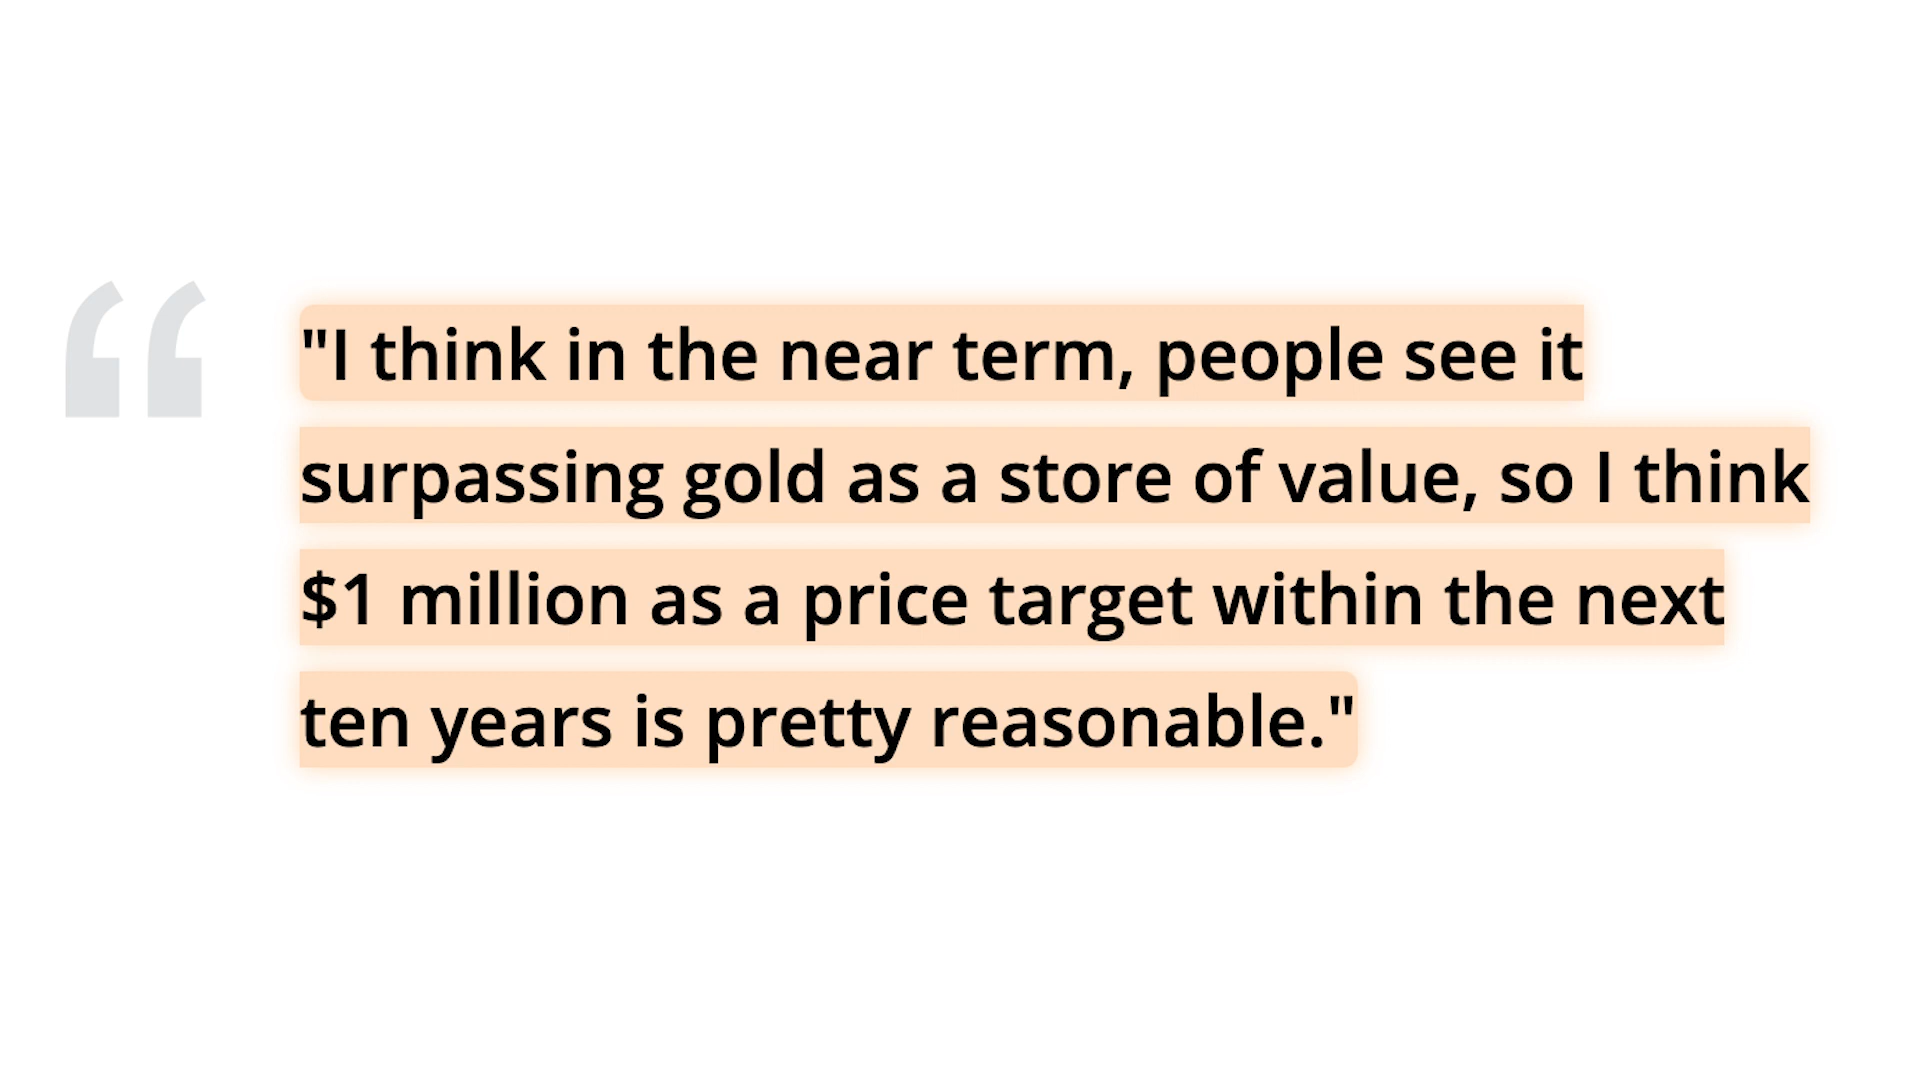 "I think in the near term, people see it
surpassing gold as a store of value, so I think
$1 million as a price target within the next
ten years is pretty reasonable."